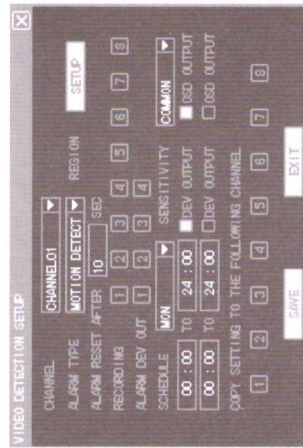 VIDEO DETECTION SETUP
CHANNEL CHANNEL01
ALARM TYPE MOTION DETECT REGION SETUP
ALARM RESET AFTER 10 SEC
RECORDING 1 2 3 4 5 6 7 8
ALARM DEV OUT 1 2 3 4
SCHEDULE MON SENSITIVITY COMMON
00 : 00 TO 24 : 00 DEV OUTPUT OSD OUTPUT
00 : 00 TO 24 : 00 DEV OUTPUT OSD OUTPUT
COPY SETTING TO THE FOLLOWING CHANNEL
1 2 3 4 5 6 7 8
SAVE EXIT